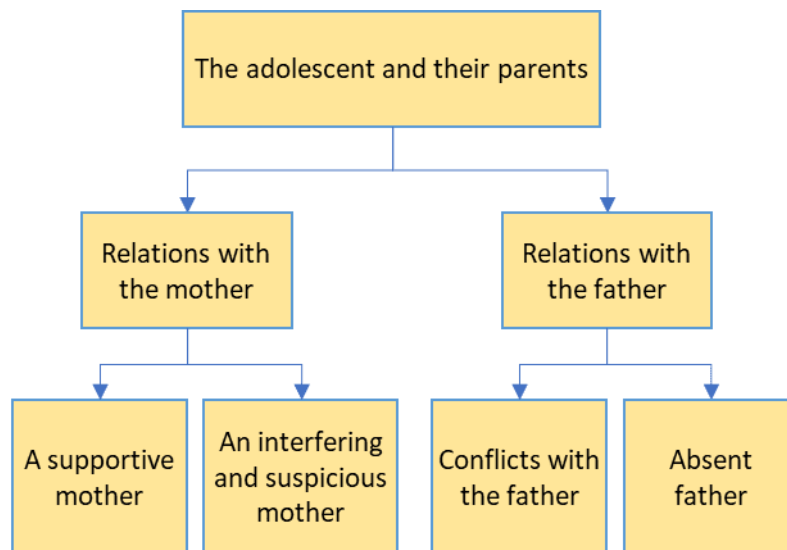 The adolescent and their parents
Relations with
the mother
Relations with
the father
A supportive
mother
An interfering
and suspicious
mother
Conflicts with
the father
Absent
father